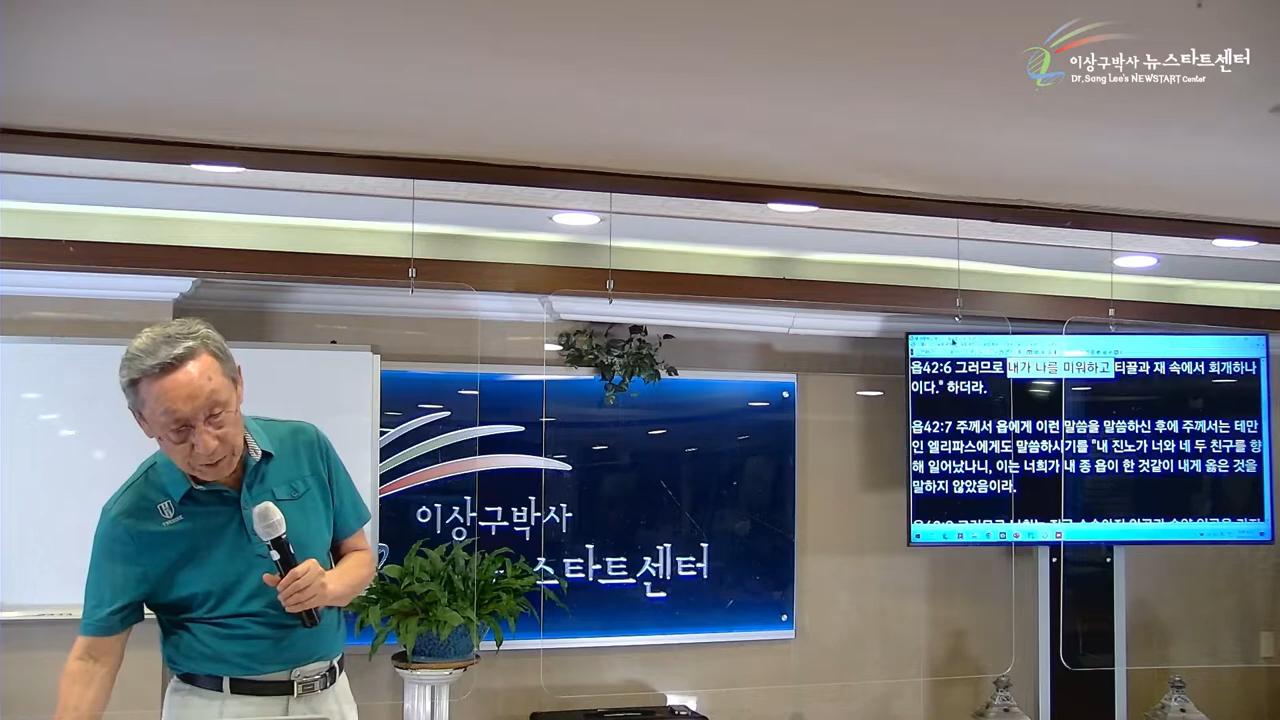 이상구박사 뉴스타트센터
Dr. Sang Lee's NEWSTART Center
욥42:6 그러므로 내가 나를 미워하고 티끌과 재 속에서 회개하나
이다." 하더라.
욥42:7 주께서 욥에게 이런 말씀을 말씀하신 후에 주께서는 테만
인 엘리파스에게도 말씀하시기를 "내 진노가 너와 네 두 친구를 향
해 일어났나니, 이는 너희가 내 종 욥이 한 것같이 내게 옳은 것을
말하지 않았음이라.
이상구박사
스타트센터